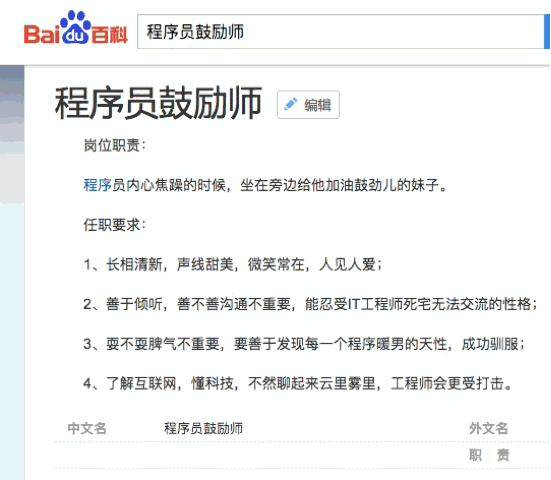 Bai du 百科
程序员鼓励师
程序员鼓励师
编辑
岗位职责：
程序员内心焦躁的时候，坐在旁边给他加油鼓劲儿的妹子。
任职要求：
1、长相清新，声线甜美，微笑常在，人见人爱；
2、善于倾听，善不善沟通不重要，能忍受IT工程师死宅无法交流的性格；
3、耍不耍脾气不重要，要善于发现每一个程序暖男的天性，成功驯服；
4、了解互联网，懂科技，不然聊起来云里雾里，工程师会更受打击。
中文名 程序员鼓励师 外文名
职 责